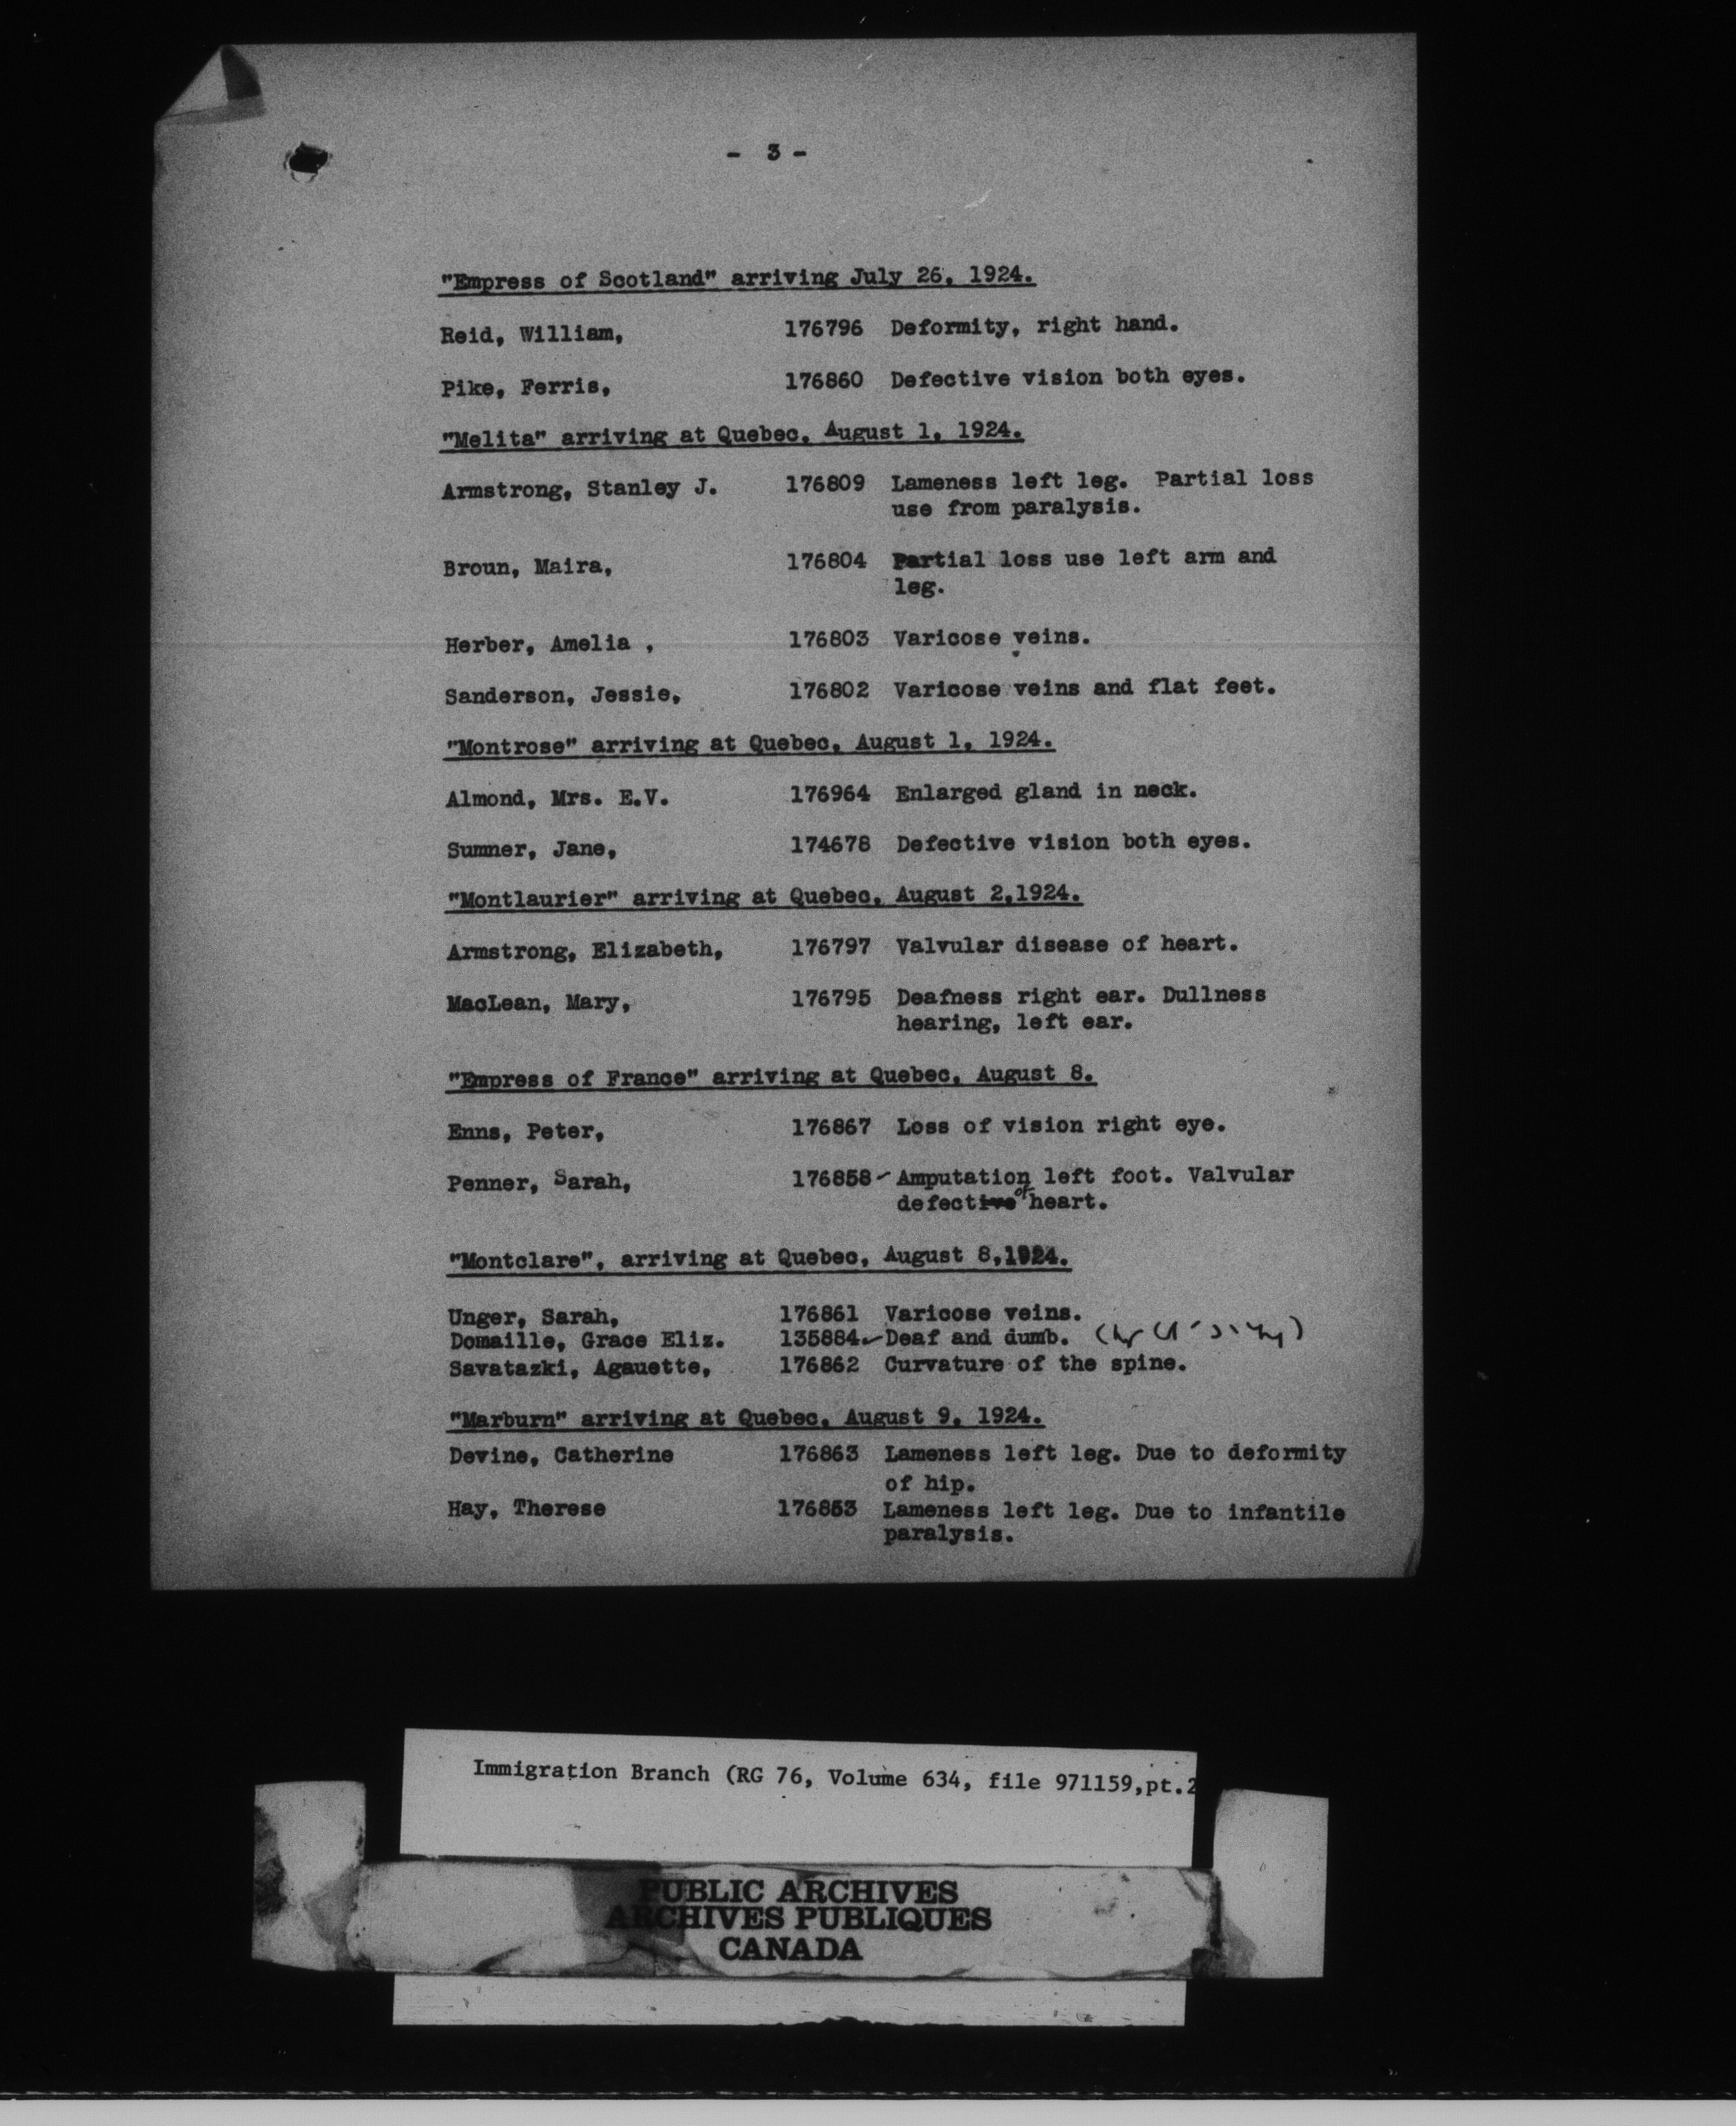 - 3 -
"Empress of Scotland" arriving July 26, 1924.
Reid, William, 176796 Deformity, right hand.
Pike, Ferris, 176860 Defective vision both eyes.
"Melita" arriving at Quebec, August 1, 1924.
Armstrong, Stanley J. 176809 Lameness left leg. Partial loss
use from paralysis.
Broun, Maira, 176804 Partial loss use left arm and
leg.
Herber, Amelia , 176803 Varicose veins.
Sanderson, Jessie, 176802 Varicose veins and flat feet.
"Montrose" arriving at Quebec, August 1, 1924.
Almond, Mrs. E.V. 176964 Enlarged gland in neck.
Sumner, Jane, 174678 Defective vision both eyes.
"Montlaurier" arriving at Quebec, August 2,1924.
Armstrong, Elizabeth, 176797 Valvular disease of heart.
MacLean, Mary, 176795 Deafness right ear. Dullness
hearing, left ear.
"Empress of France" arriving at Quebec, August 8.
Enns, Peter, 176867 Loss of vision right eye.
Penner, Sarah, 176858 Amputation left foot. Valvular
defect of heart.
"Montclare", arriving at Quebec, August 8,1924.
Unger, Sarah, 176861 Varicose veins.
Domaille, Grace Eliz. 135884 Deaf and dumb.
Savatazki, Agauette, 176862 Curvature of the spine.
"Marburn" arriving at Quebec, August 9, 1924.
Devine, Catherine 176863 Lameness left leg. Due to deformity
of hip.
Hay, Therese 176853 Lameness left leg. Due to infantile
paralysis.
Immigration Branch (RG 76, Volume 634, file 971159,pt.2
PUBLIC ARCHIVES
ARCHIVES PUBLIQUES
CANADA